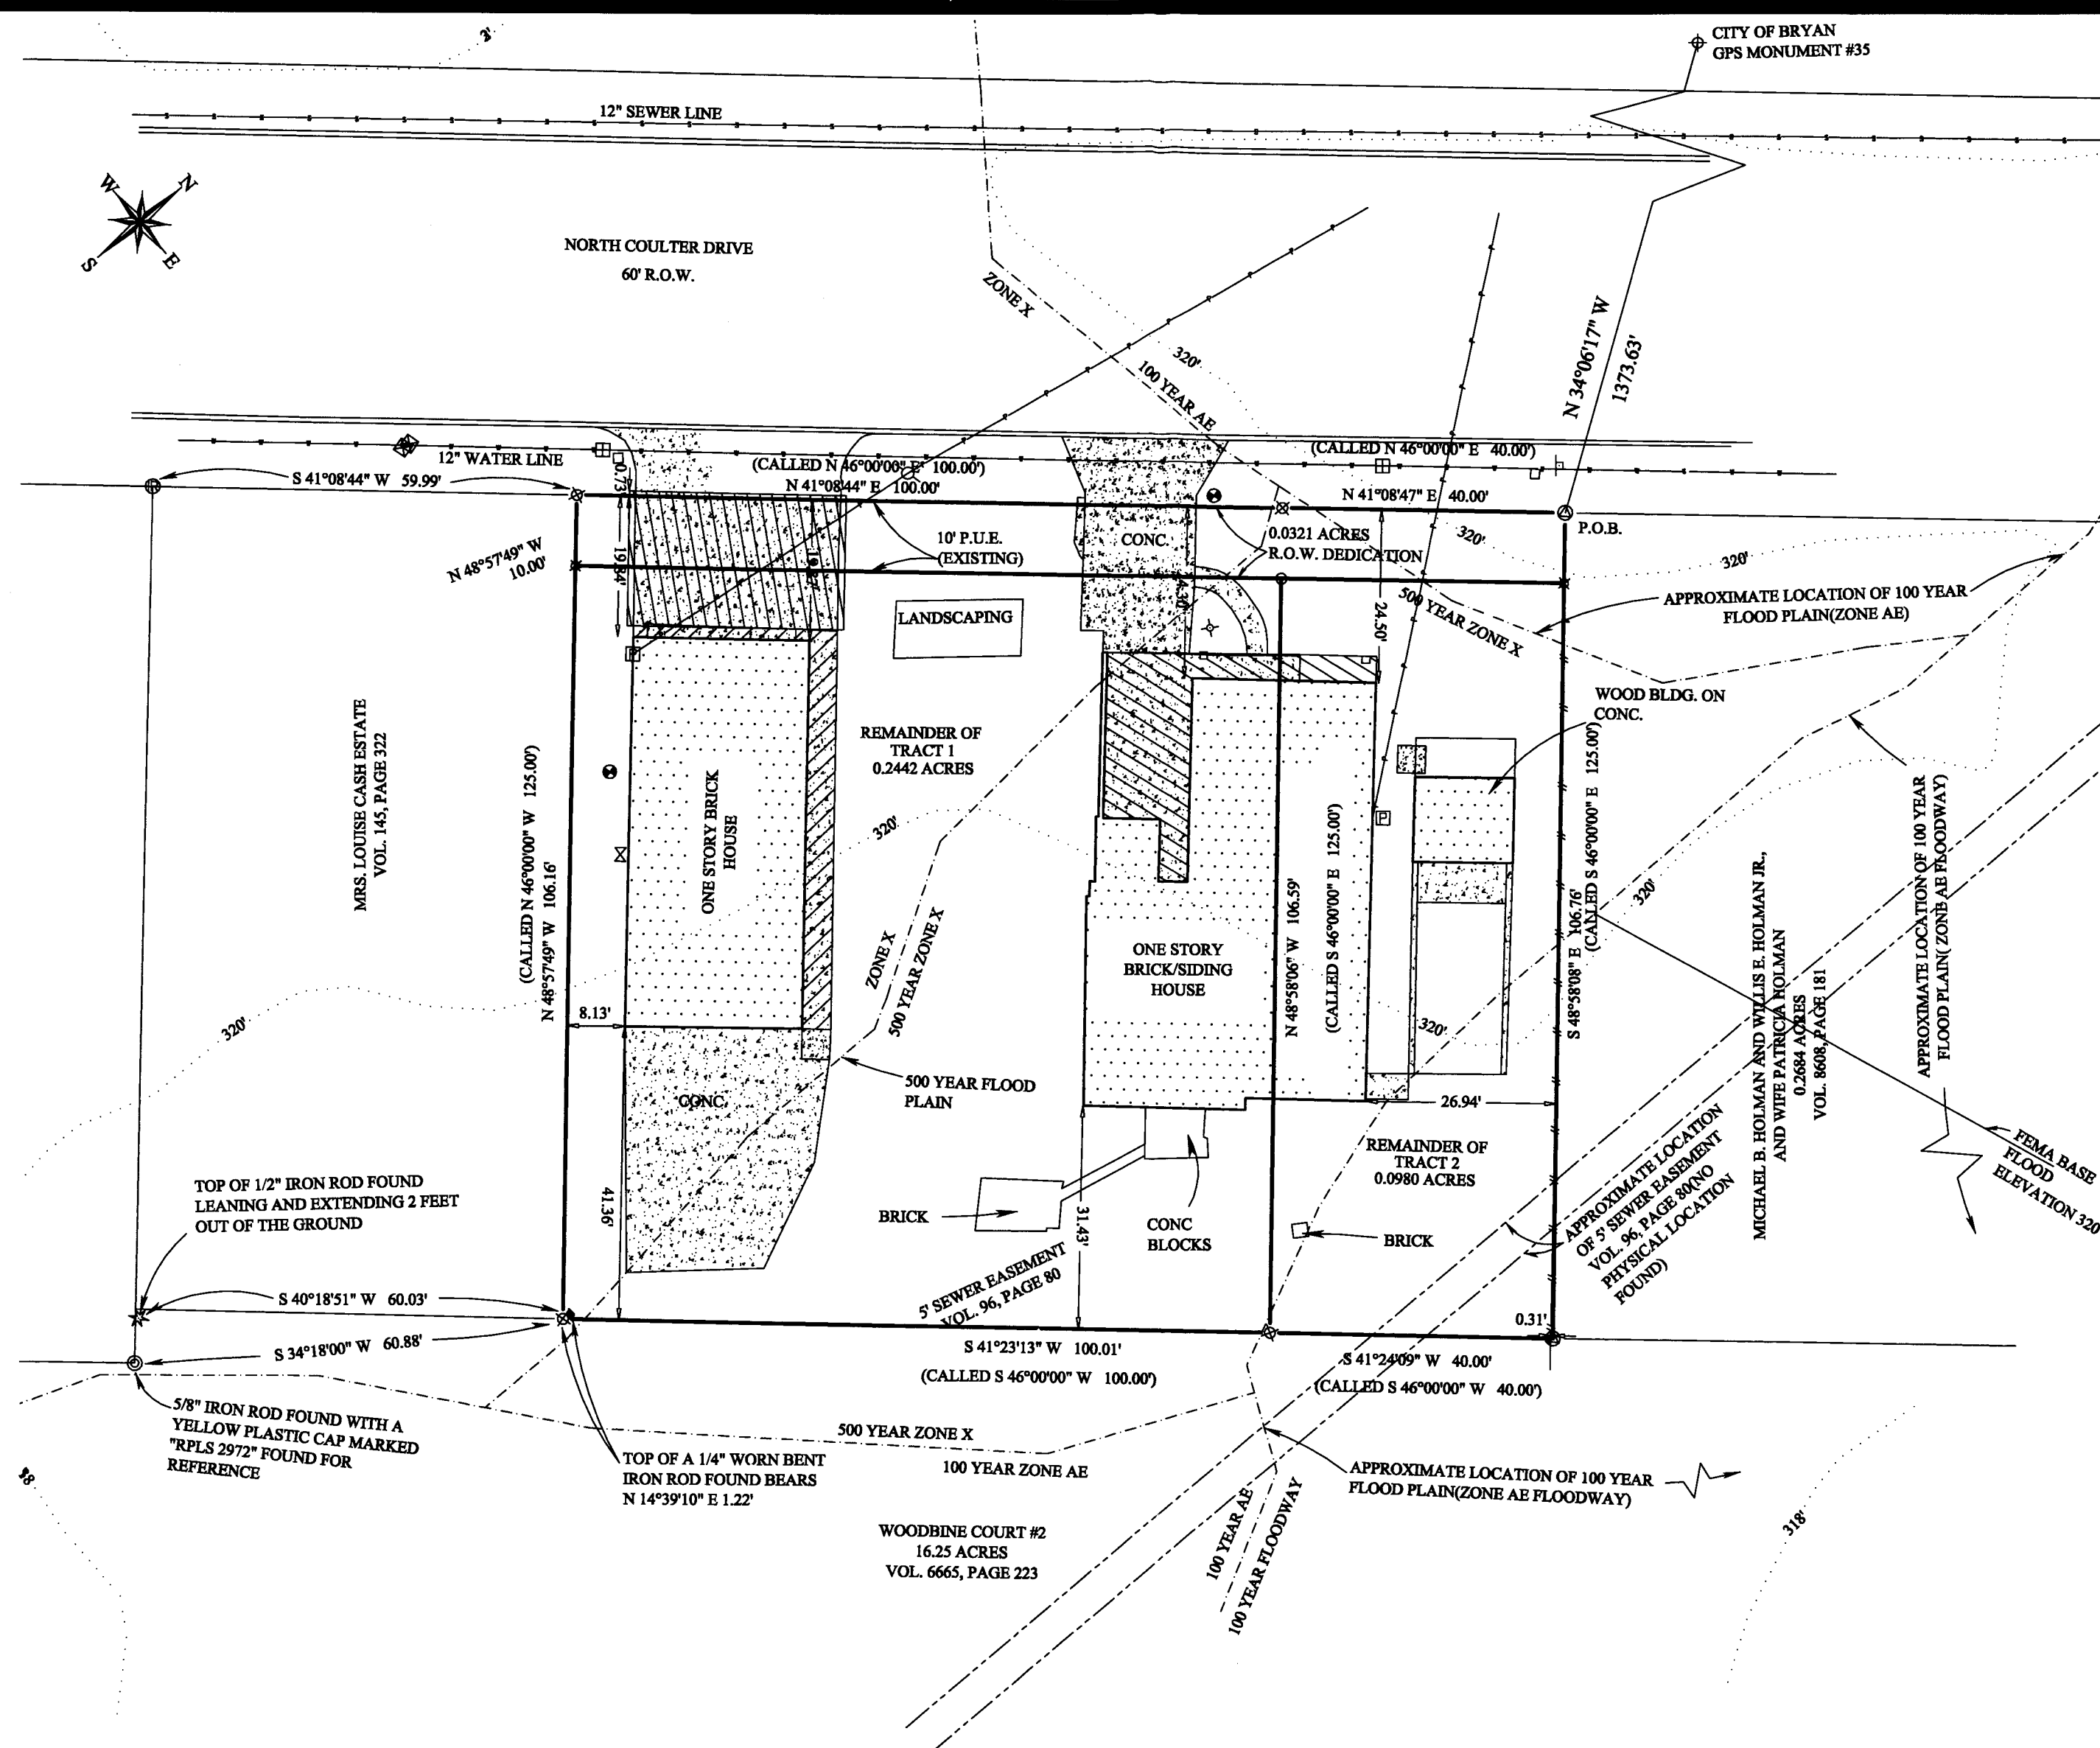 CITY OF BRYAN
GPS MONUMENT #35
3'
12" SEWER LINE
W
N
S
E
NORTH COULTER DRIVE
60' R.O.W.
ZONE X
320'
100 YEAR AE
N 34°06'17" W
1373.63'
12" WATER LINE
(CALLED N 46°00'00" E 100.00')
N 41°08'44" E 100.00'
(CALLED N 46°00'00" E 40.00')
N 41°08'47" E 40.00'
S 41°08'44" W 59.99'
0.73'
P.O.B.
N 48°57'49" W
10.00'
19.84'
10' P.U.E.
(EXISTING)
CONC.
0.0321 ACRES
R.O.W. DEDICATION
320'
320'
24.50'
500 YEAR ZONE X
APPROXIMATE LOCATION OF 100 YEAR
FLOOD PLAIN(ZONE AE)
LANDSCAPING
P
WOOD BLDG. ON
CONC.
MRS. LOUISE CASH ESTATE
VOL. 145, PAGE 322
(CALLED N 46°00'00" W 125.00')
N 48°57'49" W 106.16'
ONE STORY BRICK
HOUSE
REMAINDER OF
TRACT 1
0.2442 ACRES
320'
ZONE X
500 YEAR ZONE X
ONE STORY
BRICK/SIDING
HOUSE
N 48°58'06" W 106.59'
(CALLED S 46°00'00" E 125.00')
P
320'
(CALLED S 46°00'00" E 125.00')
S 48°58'08" E 106.76'
320'
MICHAEL B. HOLMAN AND WILLIS E. HOLMAN JR.,
AND WIFE PATRICIA HOLMAN
0.2684 ACRES
VOL. 8608, PAGE 181
APPROXIMATE LOCATION OF 100 YEAR
FLOOD PLAIN( ZONE AE FLOODWAY)
320'
8.13'
CONC.
500 YEAR FLOOD
PLAIN
26.94'
FEMA BASE
FLOOD
ELEVATION 320
REMAINDER OF
TRACT 2
0.0980 ACRES
APPROXIMATE LOCATION
OF 5' SEWER EASEMENT
VOL. 96, PAGE 80(NO
PHYSICAL LOCATION
FOUND)
TOP OF 1/2" IRON ROD FOUND
LEANING AND EXTENDING 2 FEET
OUT OF THE GROUND
41.36'
BRICK
31.43'
CONC
BLOCKS
BRICK
5' SEWER EASEMENT
VOL. 96, PAGE 80
S 40°18'51" W 60.03'
S 34°18'00" W 60.88'
0.31'
S 41°23'13" W 100.01'
(CALLED S 46°00'00" W 100.00')
S 41°24'09" W 40.00'
(CALLED S 46°00'00" W 40.00')
5/8" IRON ROD FOUND WITH A
YELLOW PLASTIC CAP MARKED
"RPLS 2972" FOUND FOR
REFERENCE
500 YEAR ZONE X
100 YEAR ZONE AE
TOP OF A 1/4" WORN BENT
IRON ROD FOUND BEARS
N 14°39'10" E 1.22'
APPROXIMATE LOCATION OF 100 YEAR
FLOOD PLAIN(ZONE AE FLOODWAY)
100 YEAR AE
100 YEAR FLOODWAY
WOODBINE COURT #2
16.25 ACRES
VOL. 6665, PAGE 223
318'